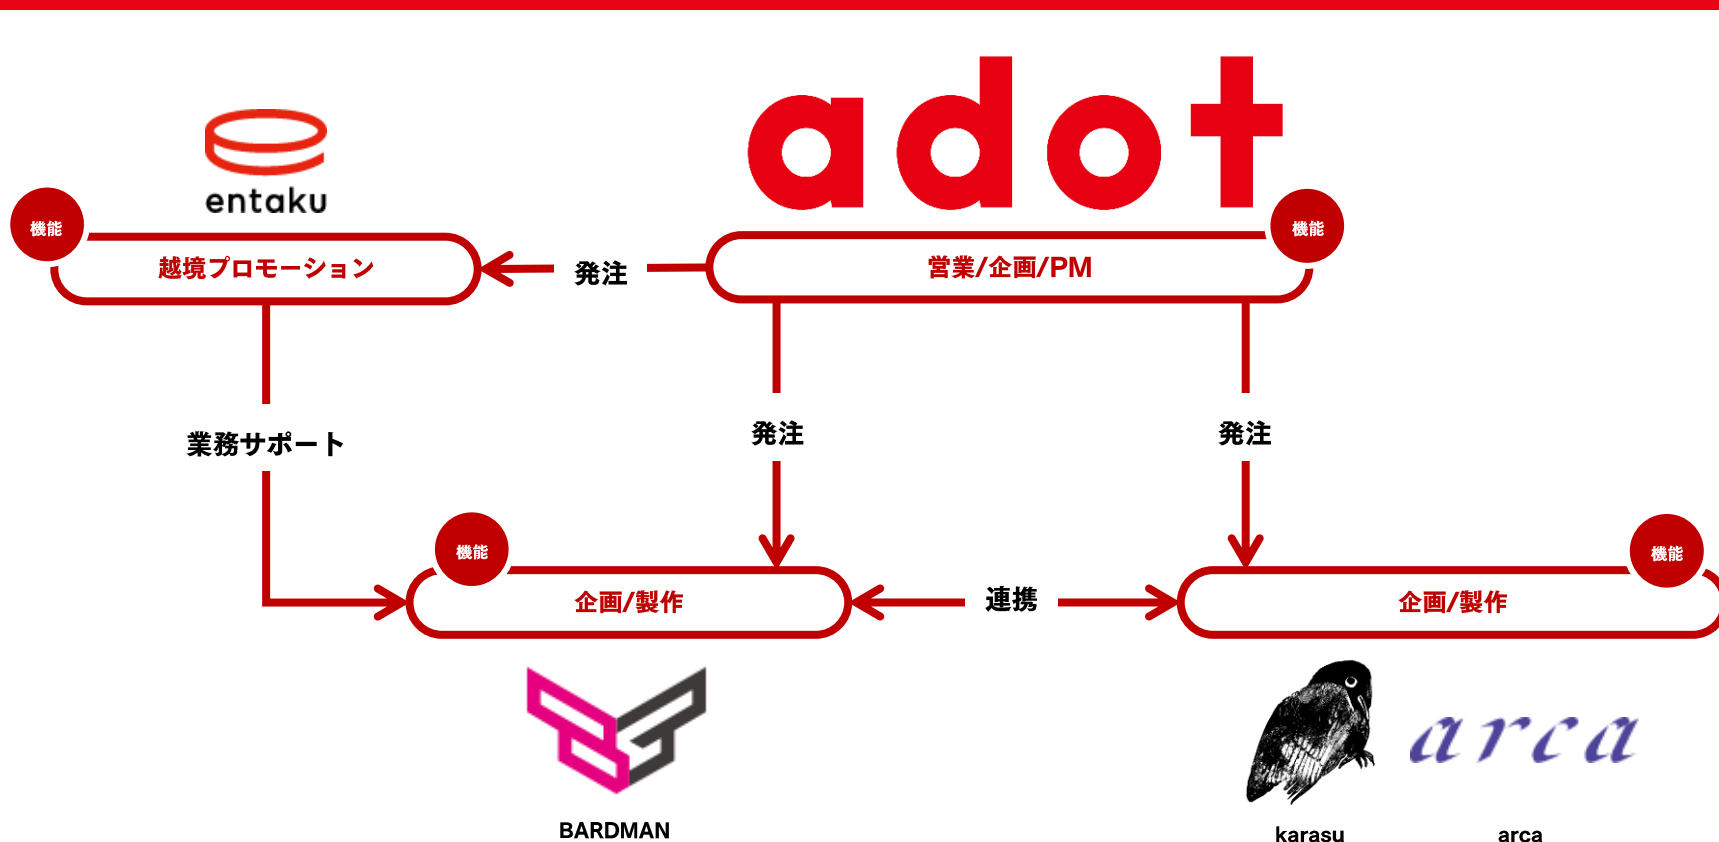 adot
entaku
機能
越境プロモーション
発注
機能
営業/企画/PM
業務サポート
発注
発注
機能
企画/製作
連携
機能
企画/製作
arca
BARDMAN
karasu
arca